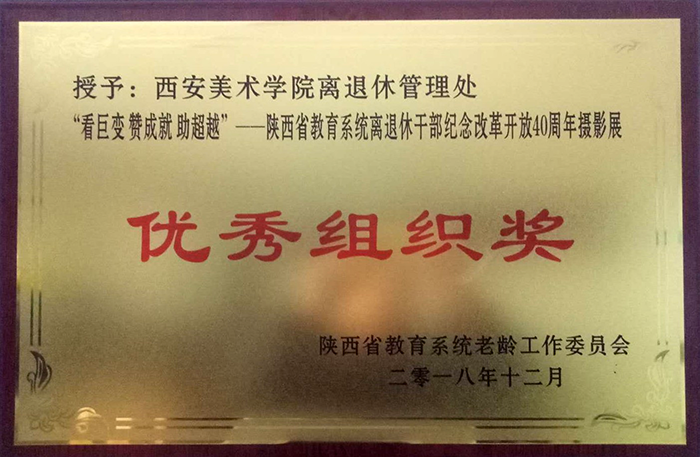 授予：西安美术学院离退休管理处
“看巨变 赞成就 助超越”——陕西省教育系统离退休干部纪念改革开放40周年摄影展
优秀组织奖
陕西省教育系统老龄工作委员会
二零一八年十二月